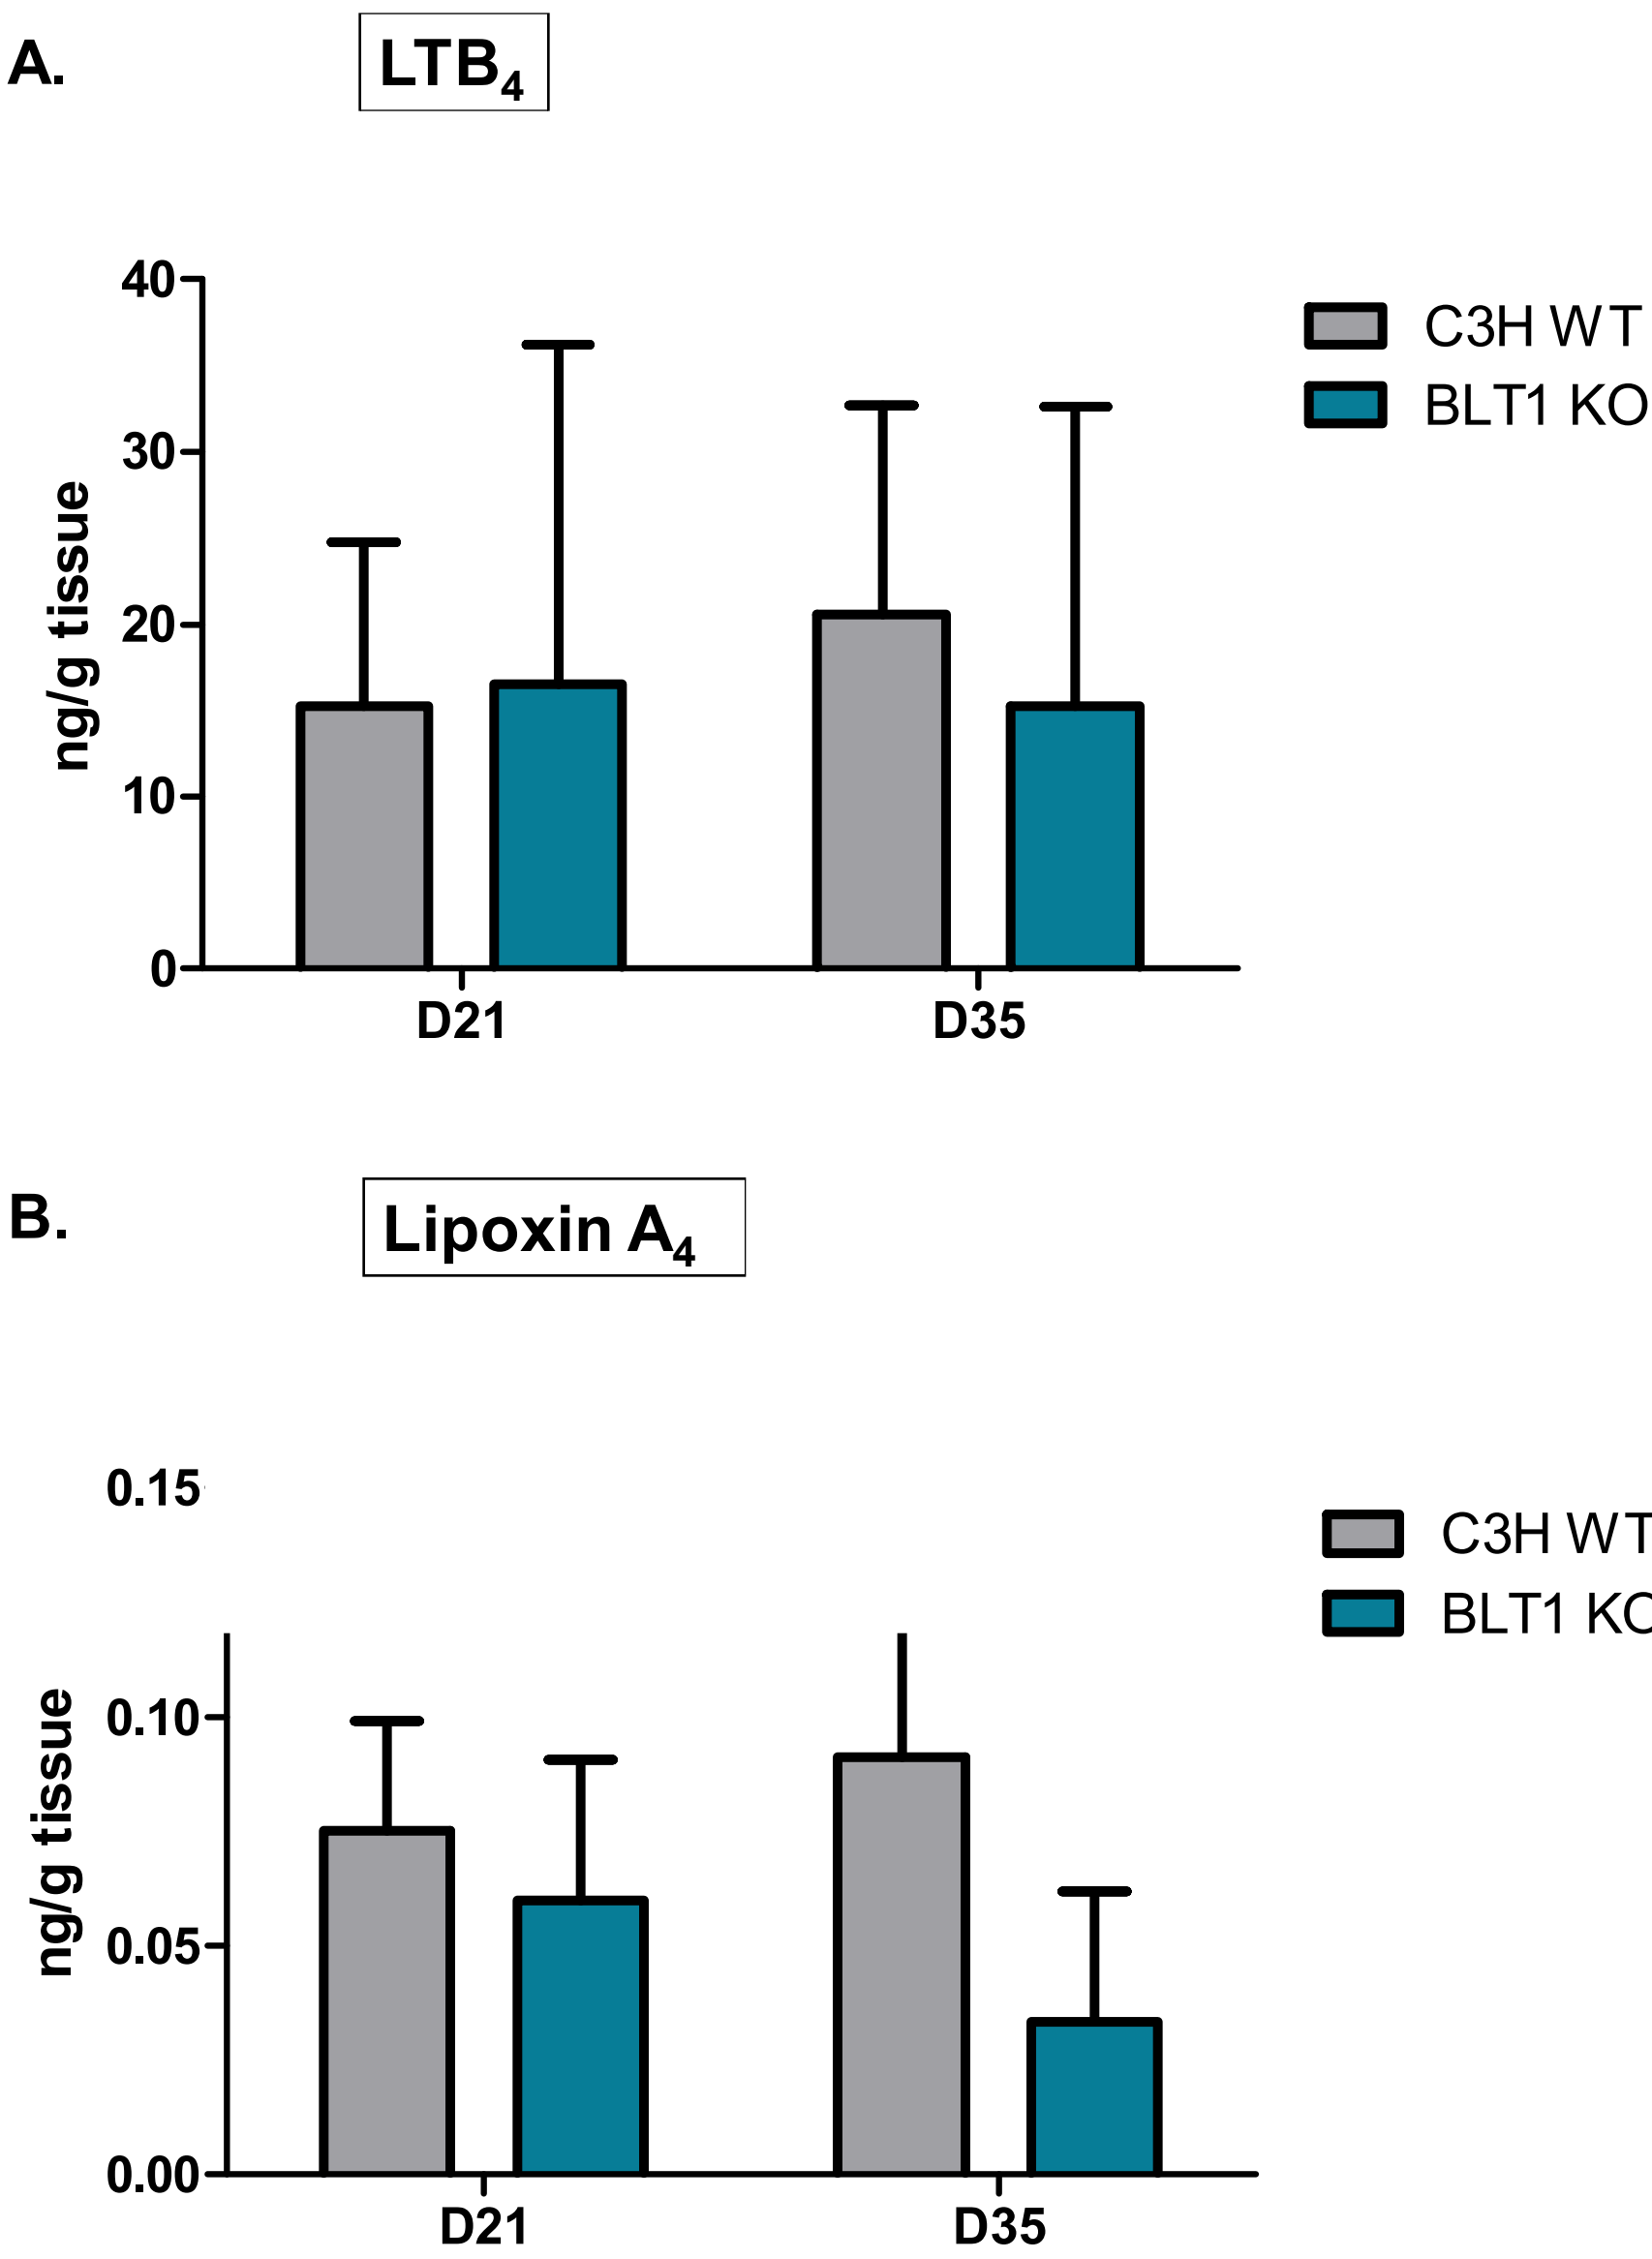 A.
LTB₄
40
30
20
10
0
ng/g tissue
D21
D35
C3H WT
BLT1 KO
B.
Lipoxin A₄
0.15
0.10
0.05
0.00
ng/g tissue
D21
D35
C3H WT
BLT1 KO